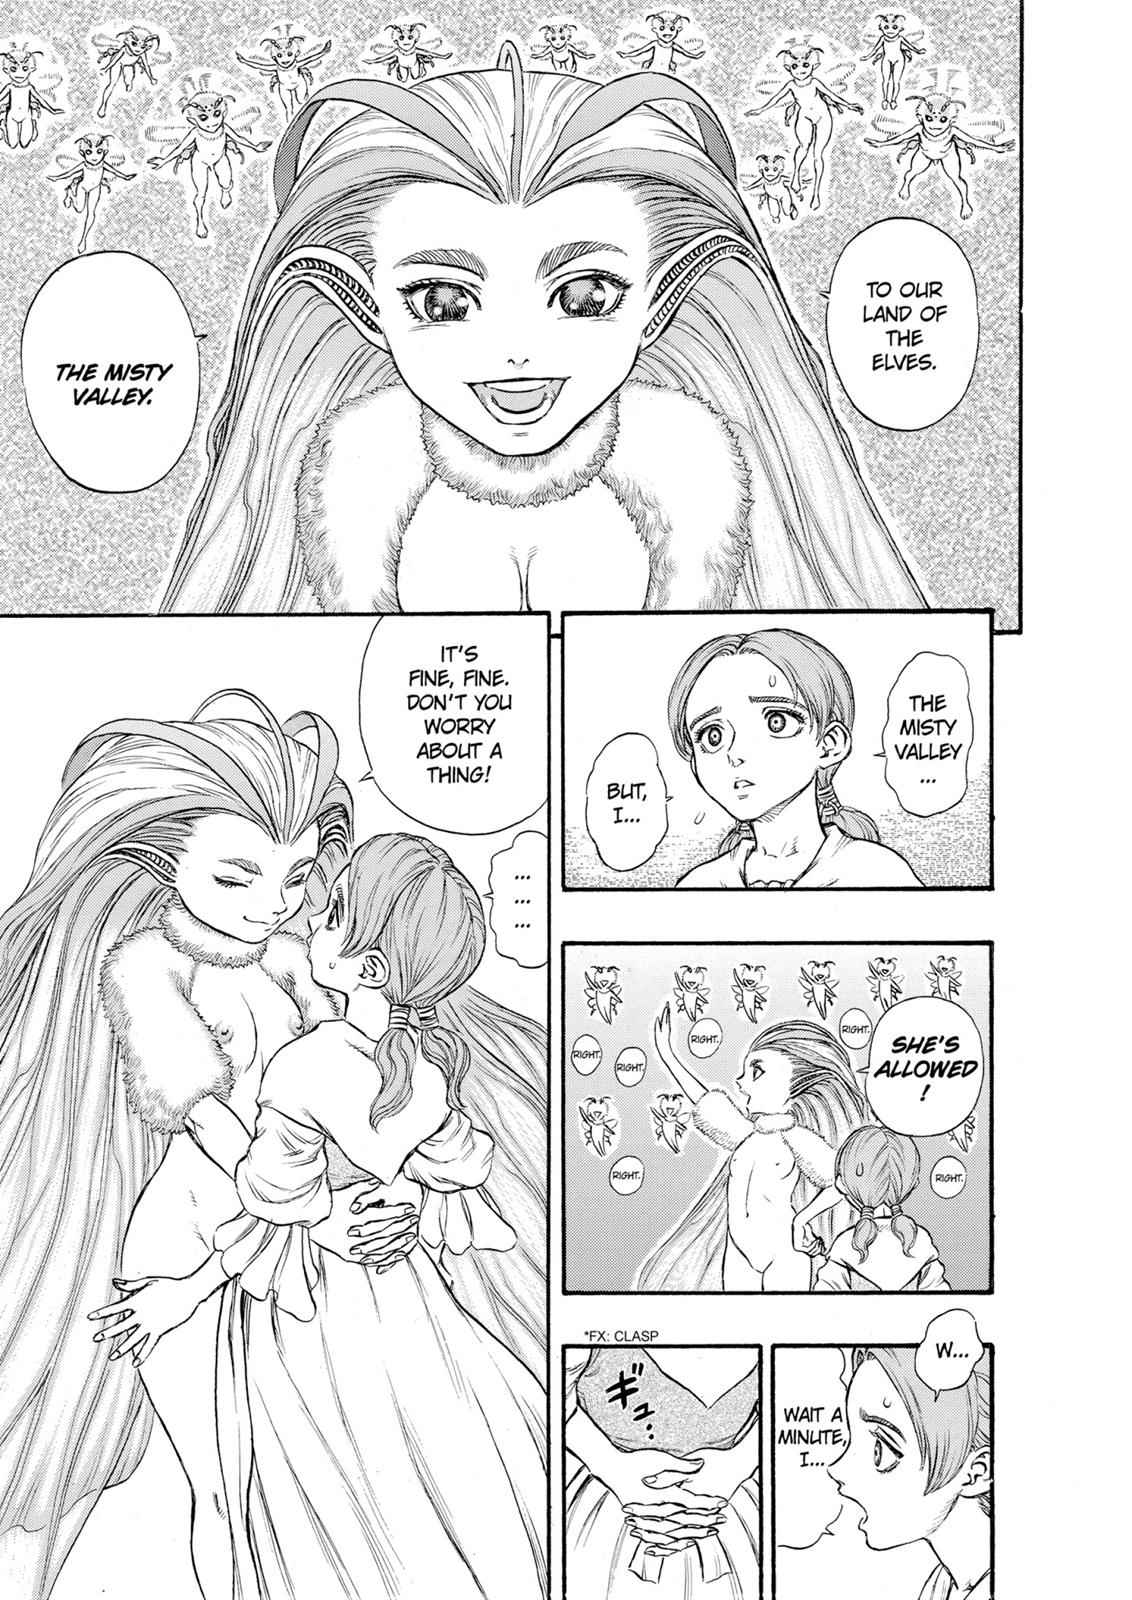 TO OUR
LAND OF
THE
ELVES.
THE MISTY
VALLEY.
THE
MISTY
VALLEY
...
BUT,
I...
IT'S
FINE, FINE.
DON'T YOU
WORRY
ABOUT A
THING!
...
...
...
SHE'S
ALLOWED
!
RIGHT.
RIGHT.
RIGHT.
RIGHT.
RIGHT.
RIGHT.
*FX: CLASP
ギュ.
W...
WAIT A
MINUTE,
I...